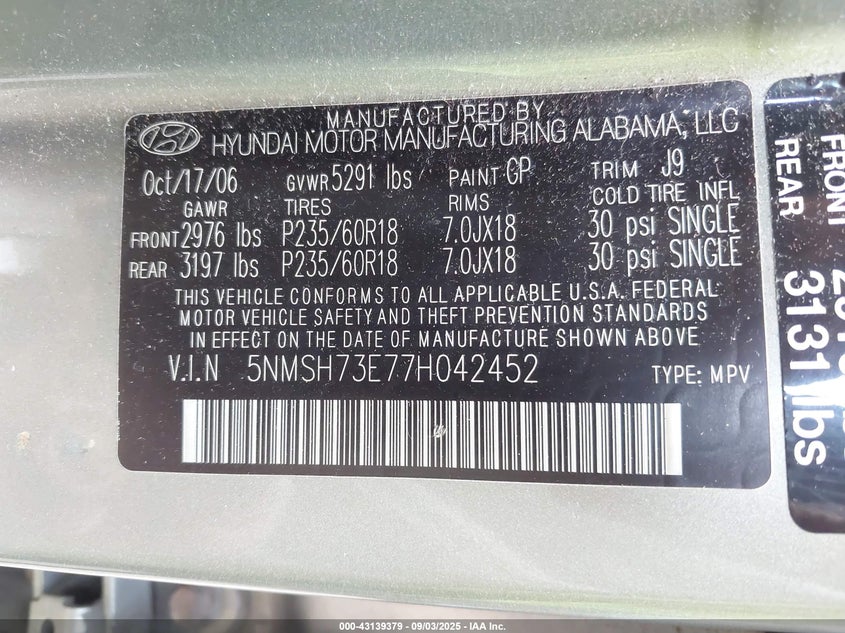 MANUFACTURED BY
HYUNDAI MOTOR MANUFACTURING ALABAMA, LLC
Oct/17/06 GVWR 5291 lbs PAINT GP TRIM J9
GAWR TIRES RIMS COLD TIRE INFL
FRONT 2976 lbs P235/60R18 7.0JX18 30 psi SINGLE
REAR 3197 lbs P235/60R18 7.0JX18 30 psi SINGLE
THIS VEHICLE CONFORMS TO ALL APPLICABLE U.S.A. FEDERAL
MOTOR VEHICLE SAFETY AND THEFT PREVENTION STANDARDS
IN EFFECT ON THE DATE OF MANUFACTURE SHOWN ABOVE
V.I.N 5NMSH73E77H042452 TYPE: MPV
FRONT
REAR 3131 lbs
000-43139379 - 09/03/2025 - IAA Inc.